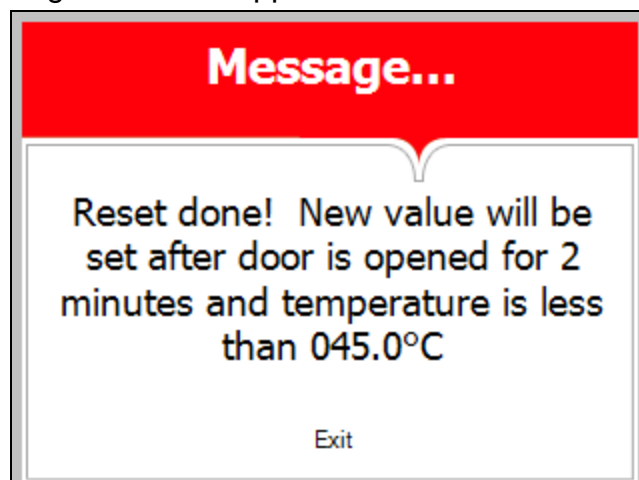 Message...
Reset done!  New value will be
set after door is opened for 2
minutes and temperature is less
than 045.0°C
Exit